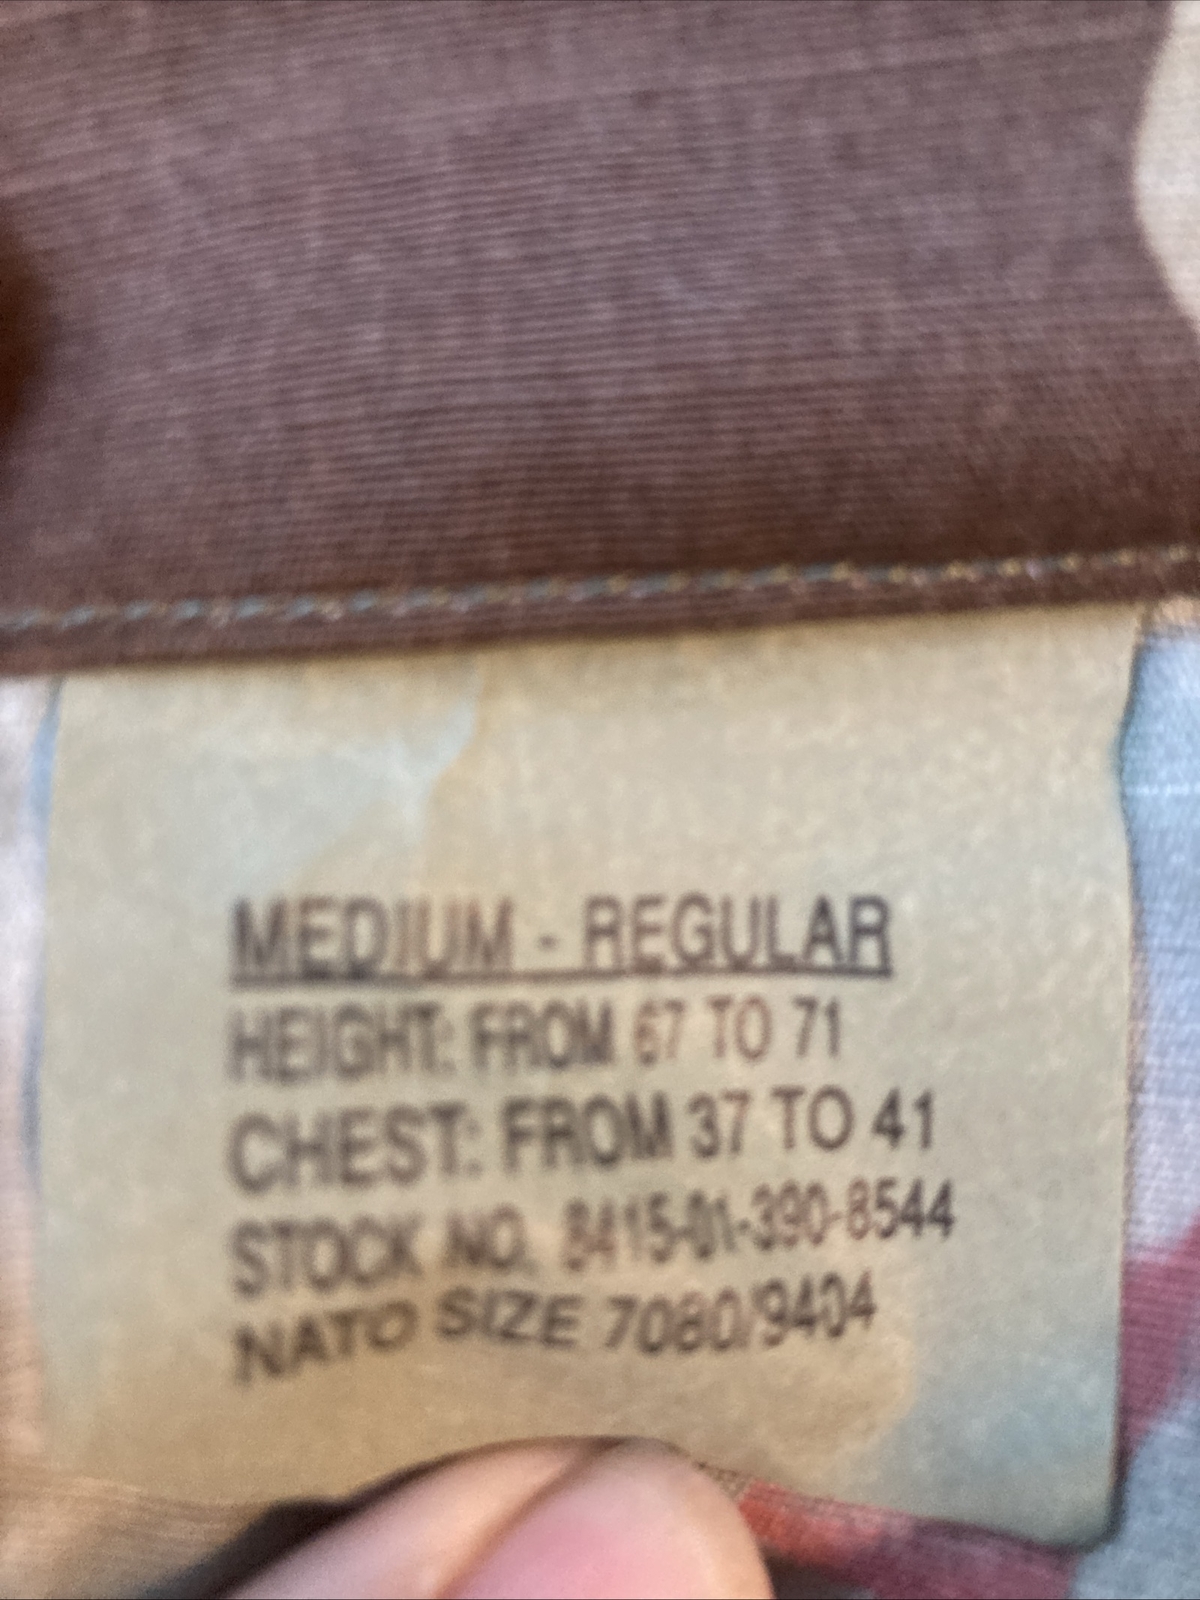 MEDIUM - REGULAR
HEIGHT: FROM 67 TO 71
CHEST: FROM 37 TO 41
STOCK NO. 8415-01-390-8544
NATO SIZE 7080/9404